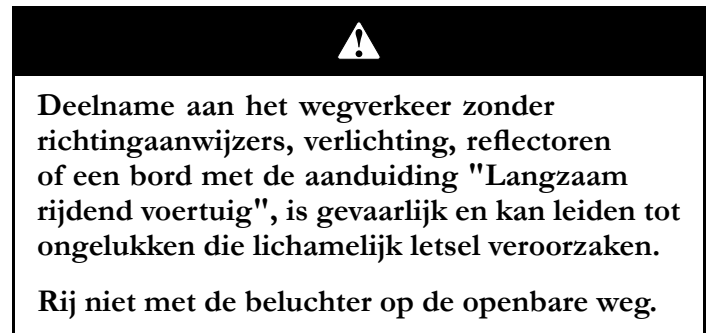 Deelname aan het wegverkeer zonder
richtingaanwijzers, verlichting, reflectoren
of een bord met de aanduiding "Langzaam
rijdend voertuig", is gevaarlijk en kan leiden tot
ongelukken die lichamelijk letsel veroorzaken.
Rij niet met de beluchter op de openbare weg.